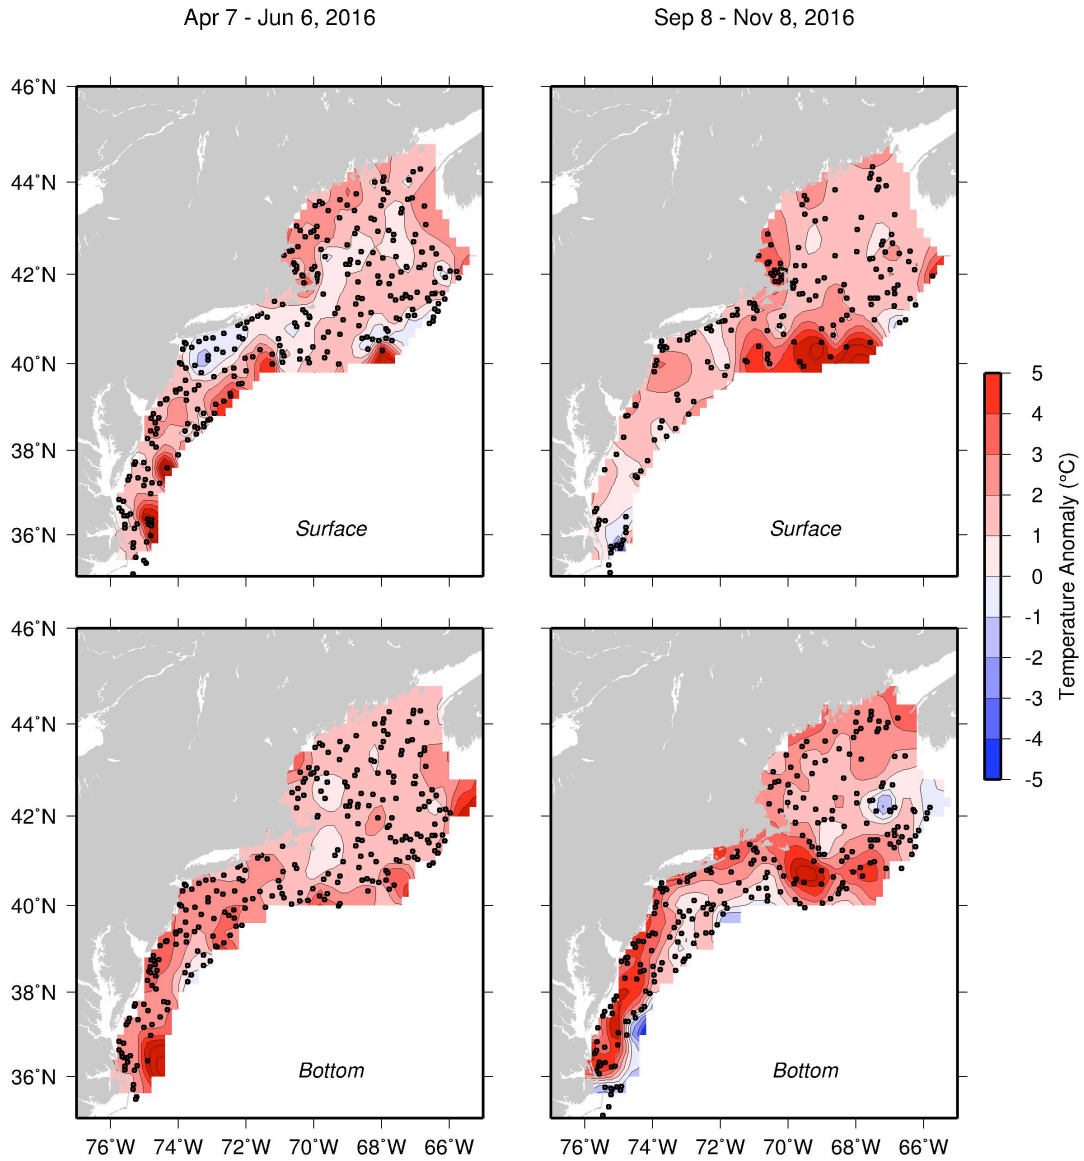 Apr 7 - Jun 6, 2016
Sep 8 - Nov 8, 2016
46°N
44°N
42°N
40°N
38°N
36°N
Surface
Surface
5
4
3
2
1
0
-1
-2
-3
-4
-5
Temperature Anomaly (°C)
46°N
44°N
42°N
40°N
38°N
36°N
Bottom
Bottom
76°W 74°W 72°W 70°W 68°W 66°W
76°W 74°W 72°W 70°W 68°W 66°W